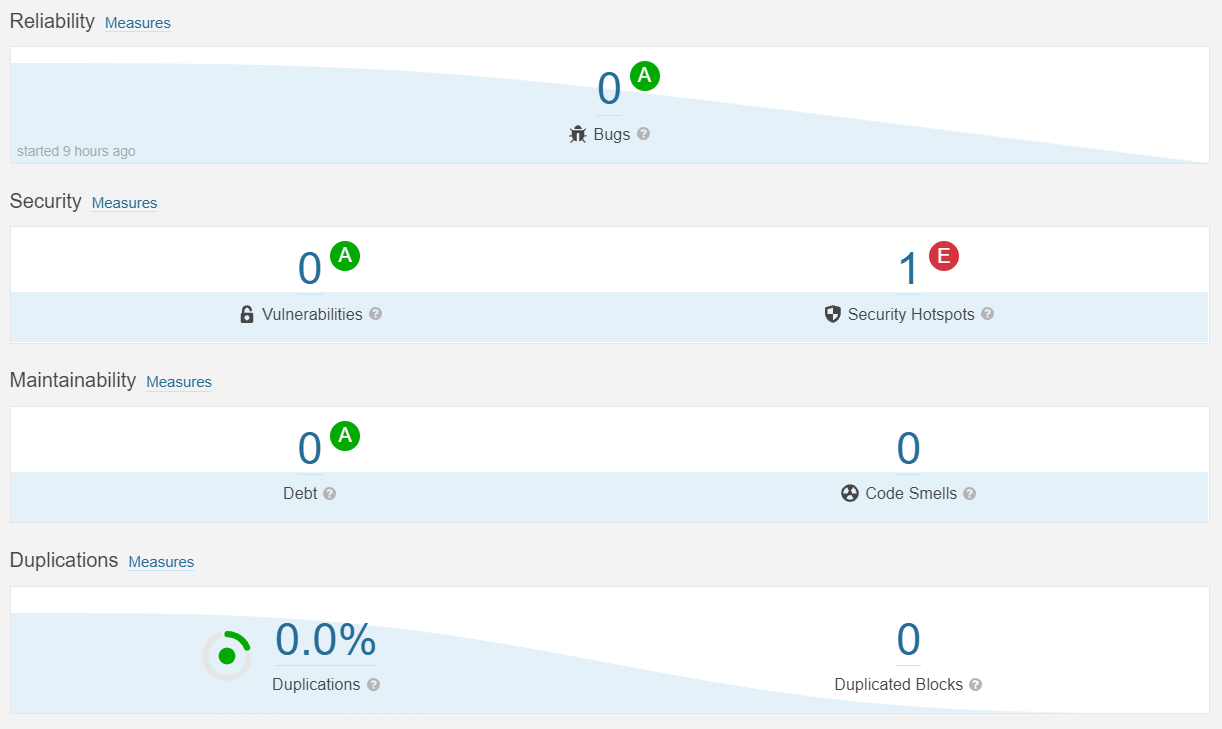 Reliability Measures
0 A
Bugs ?
started 9 hours ago
Security Measures
0 A 1 E
Vulnerabilities ? Security Hotspots ?
Maintainability Measures
0 A 0
Debt ? Code Smells ?
Duplications Measures
0.0% 0
Duplications ? Duplicated Blocks ?